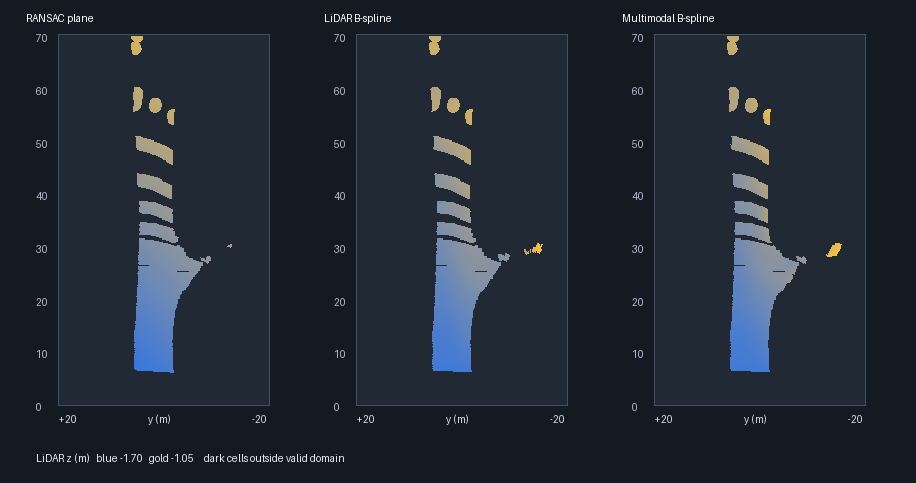 RANSAC plane LiDAR B-spline Multimodal B-spline
70 70 70
60 60 60
50 50 50
40 40 40
30 30 30
20 20 20
10 10 10
0 0 0
+20 y (m) -20 +20 y (m) -20 +20 y (m) -20
LiDAR z (m) blue -1.70 gold -1.05 dark cells outside valid domain